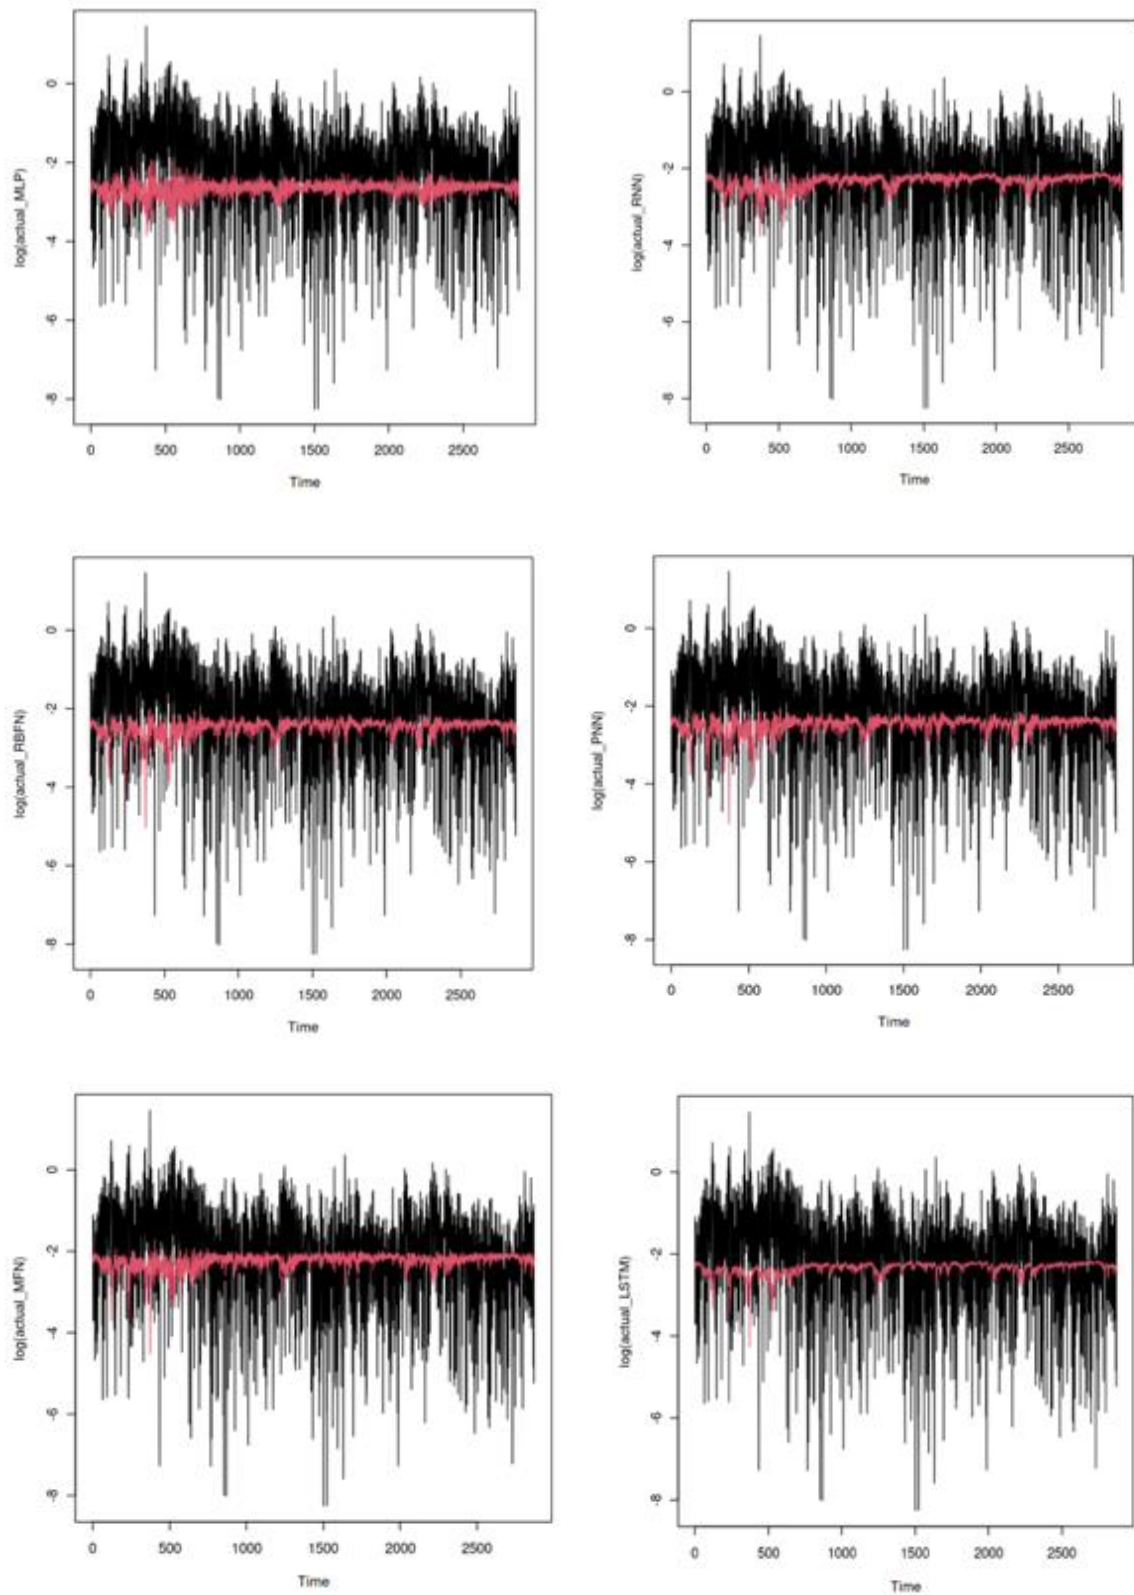 log(actual_MLP)
0
-2
-4
-6
-8
0 500 1000 1500 2000 2500
Time
log(actual_RNN)
0
-2
-4
-6
-8
0 500 1000 1500 2000 2500
Time
log(actual_RBFN)
0
-2
-4
-6
-8
0 500 1000 1500 2000 2500
Time
log(actual_PNN)
0
-2
-4
-6
-8
0 500 1000 1500 2000 2500
Time
log(actual_MFN)
0
-2
-4
-6
-8
0 500 1000 1500 2000 2500
Time
log(actual_LSTM)
0
-2
-4
-6
-8
0 500 1000 1500 2000 2500
Time